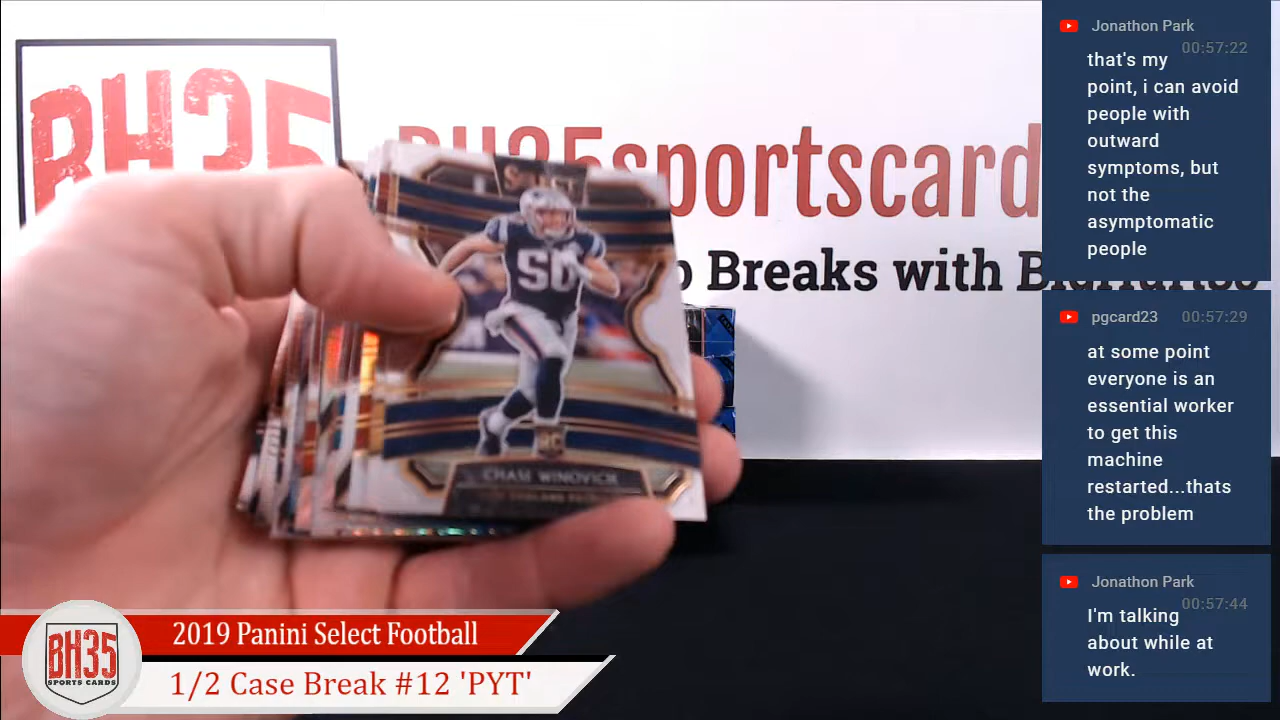 BH35
BH35sportscard
Breaks with
SELECT
50
RC
CHASE WINOVICH
Jonathon Park
00:57:22
that's my
point, i can avoid
people with
outward
symptoms, but
not the
asymptomatic
people
pgcard23 00:57:29
at some point
everyone is an
essential worker
to get this
machine
restarted...thats
the problem
Jonathon Park
00:57:44
I'm talking
about while at
work.
BH35
SPORTS CARDS
2019 Panini Select Football
1/2 Case Break #12 'PYT'